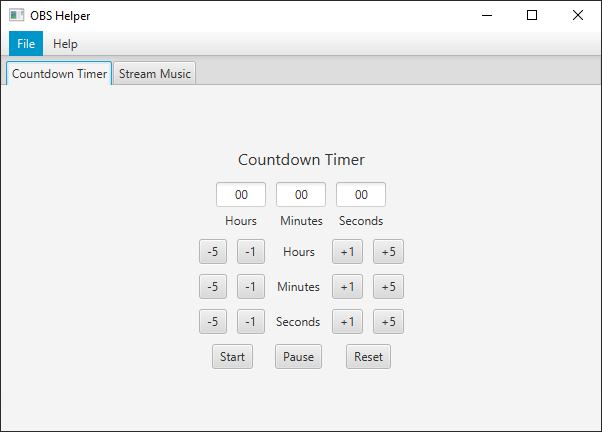 OBS Helper
File Help
Countdown Timer Stream Music
Countdown Timer
00 00 00
Hours Minutes Seconds
-5 -1 Hours +1 +5
-5 -1 Minutes +1 +5
-5 -1 Seconds +1 +5
Start Pause Reset